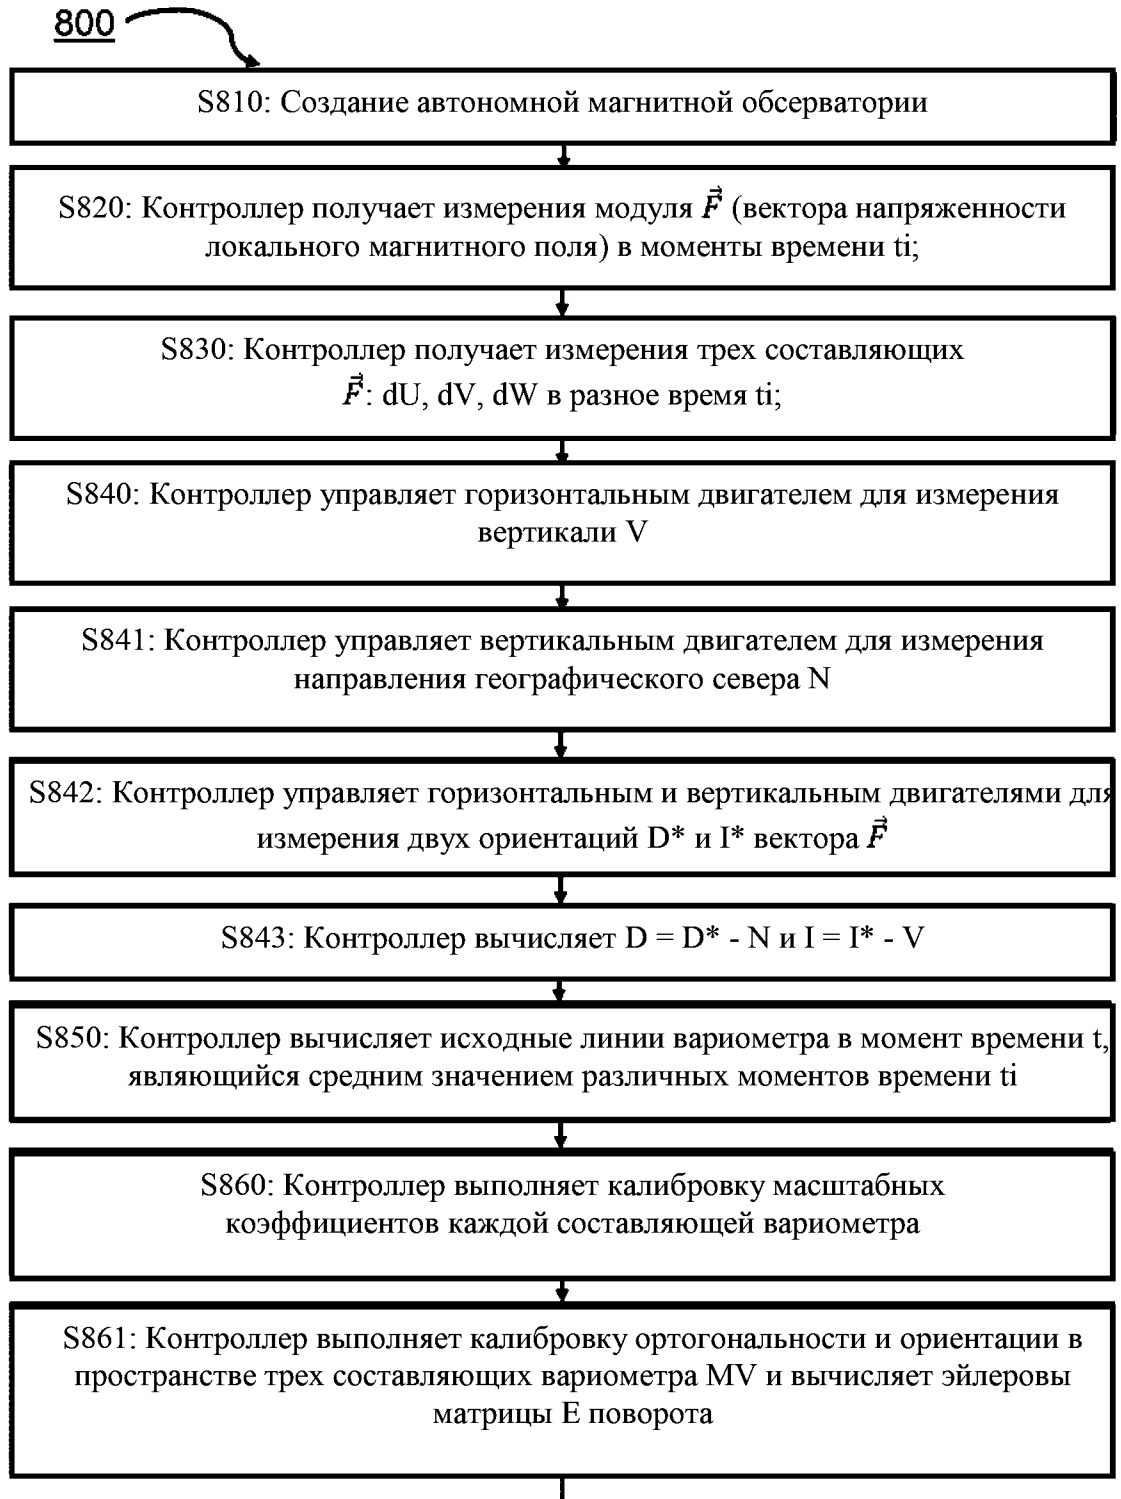 800
S810: Создание автономной магнитной обсерватории
S820: Контроллер получает измерения модуля F⃗ (вектора напряженности
локального магнитного поля) в моменты времени ti;
S830: Контроллер получает измерения трех составляющих
F⃗: dU, dV, dW в разное время ti;
S840: Контроллер управляет горизонтальным двигателем для измерения
вертикали V
S841: Контроллер управляет вертикальным двигателем для измерения
направления географического севера N
S842: Контроллер управляет горизонтальным и вертикальным двигателями для
измерения двух ориентаций D* и I* вектора F⃗
S843: Контроллер вычисляет D = D* - N и I = I* - V
S850: Контроллер вычисляет исходные линии вариометра в момент времени t,
являющийся средним значением различных моментов времени ti
S860: Контроллер выполняет калибровку масштабных
коэффициентов каждой составляющей вариометра
S861: Контроллер выполняет калибровку ортогональности и ориентации в
пространстве трех составляющих вариометра MV и вычисляет эйлеровы
матрицы E поворота